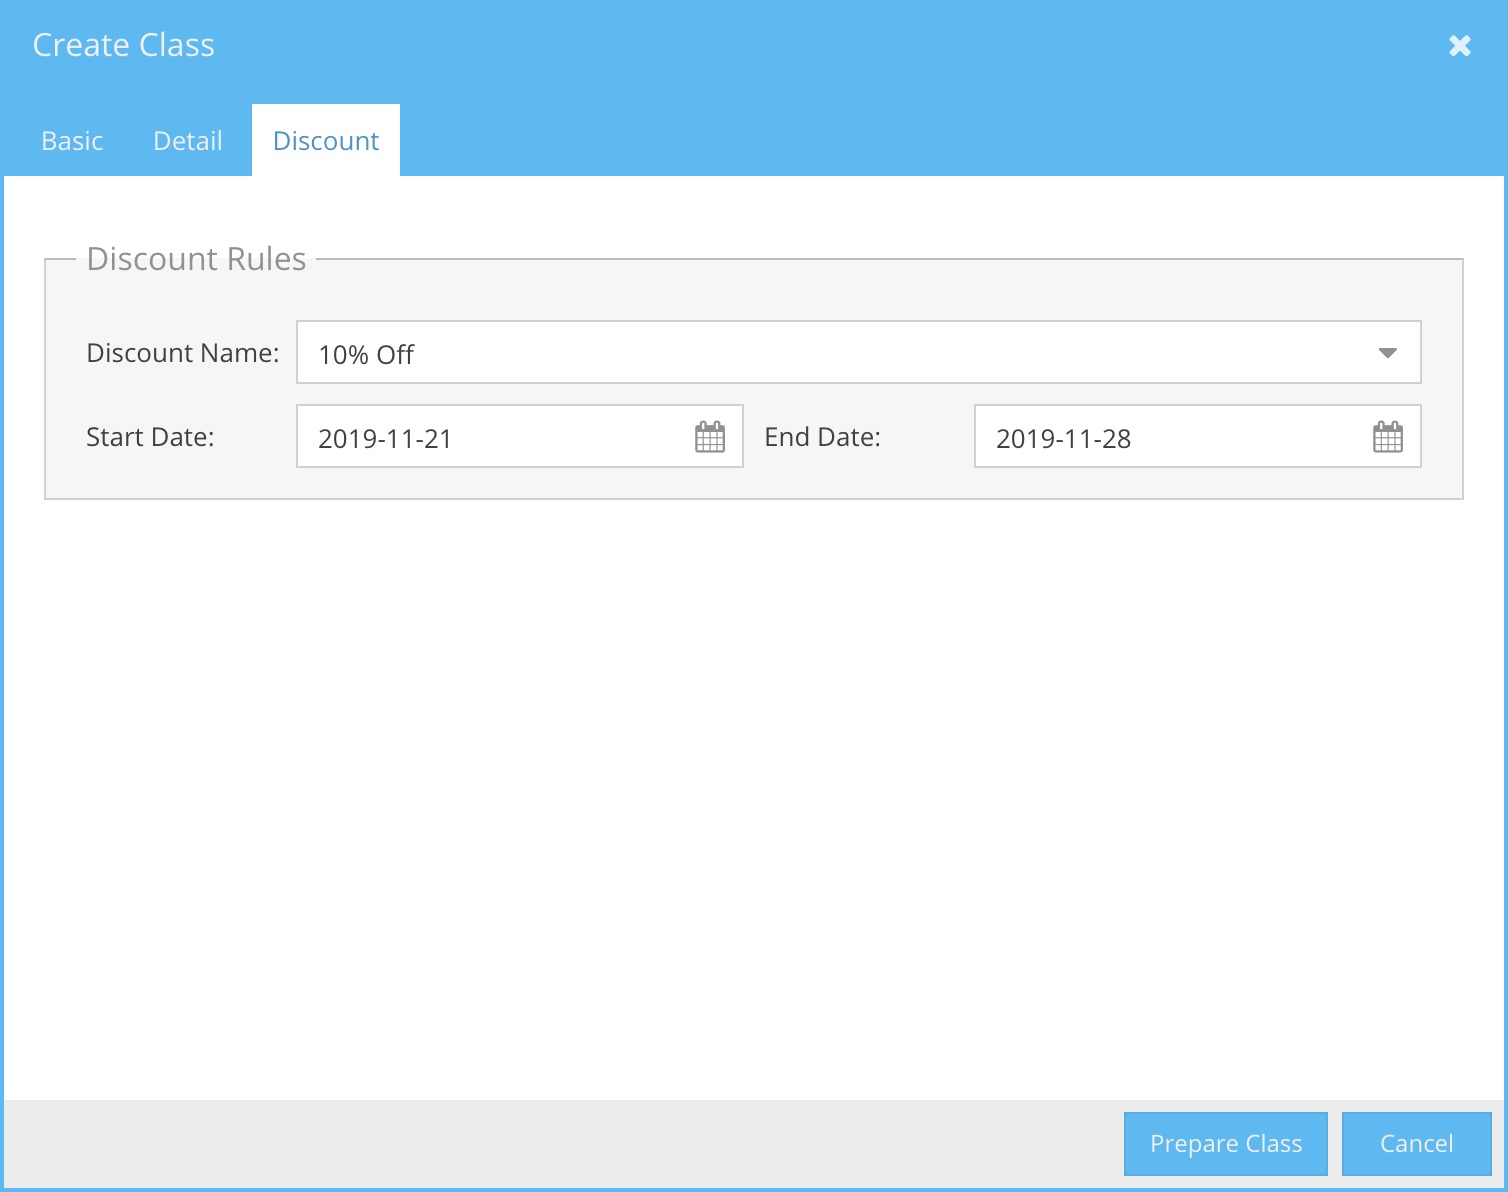 Create Class
Basic Detail Discount
Discount Rules
Discount Name: 10% Off
Start Date: 2019-11-21 End Date: 2019-11-28
Prepare Class Cancel